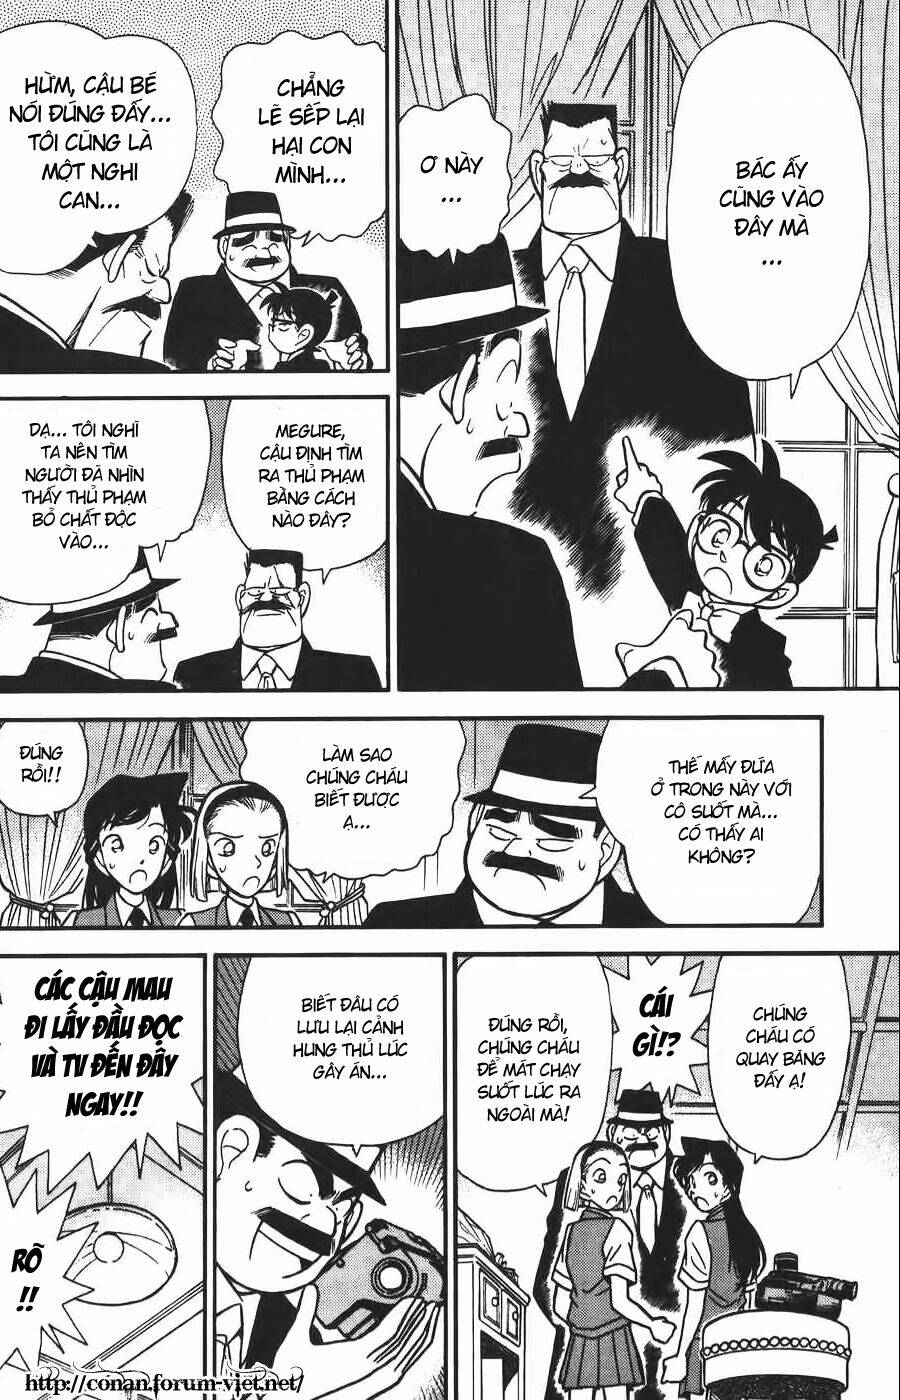 BÁC ẤY
CŨNG VÀO
ĐÂY MÀ
...
Ơ NÀY
...
CHẲNG
LẼ SẾP LẠI
HẠI CON
MÌNH...
HỪM, CẬU BÉ
NÓI ĐÚNG ĐẤY...
TÔI CŨNG LÀ
MỘT NGHI
CAN...
MEGURE,
CẬU ĐỊNH TÌM
RA THỦ PHẠM
BẰNG CÁCH
NÀO ĐÂY?
DẠ... TÔI NGHĨ
TA NÊN TÌM
NGƯỜI ĐÃ NHÌN
THẤY THỦ PHẠM
BỎ CHẤT ĐỘC
VÀO...
THẾ MẤY ĐỨA
Ở TRONG NÀY VỚI
CÔ SUỐT MÀ...
CÓ THẤY AI
KHÔNG?
LÀM SAO
CHÚNG CHÁU
BIẾT ĐƯỢC
Ạ...
ĐÚNG
RỒI!!
CHÚNG
CHÁU CÓ
QUAY BĂNG
ĐẤY Ạ!
CÁI
GÌ!?
ĐÚNG RỒI,
CHÚNG CHÁU
ĐỂ MÁT CHẠY
SUỐT LÚC RA
NGOÀI MÀ!
BIẾT ĐÂU CÓ
LƯU LẠI CẢNH
HUNG THỦ LÚC
GÂY ÁN...
CÁC CẬU MAU
ĐI LẤY ĐẦU ĐỌC
VÀ TV ĐẾN ĐÂY
NGAY!!
RÕ
!!
http://conan.forum-viet.net/